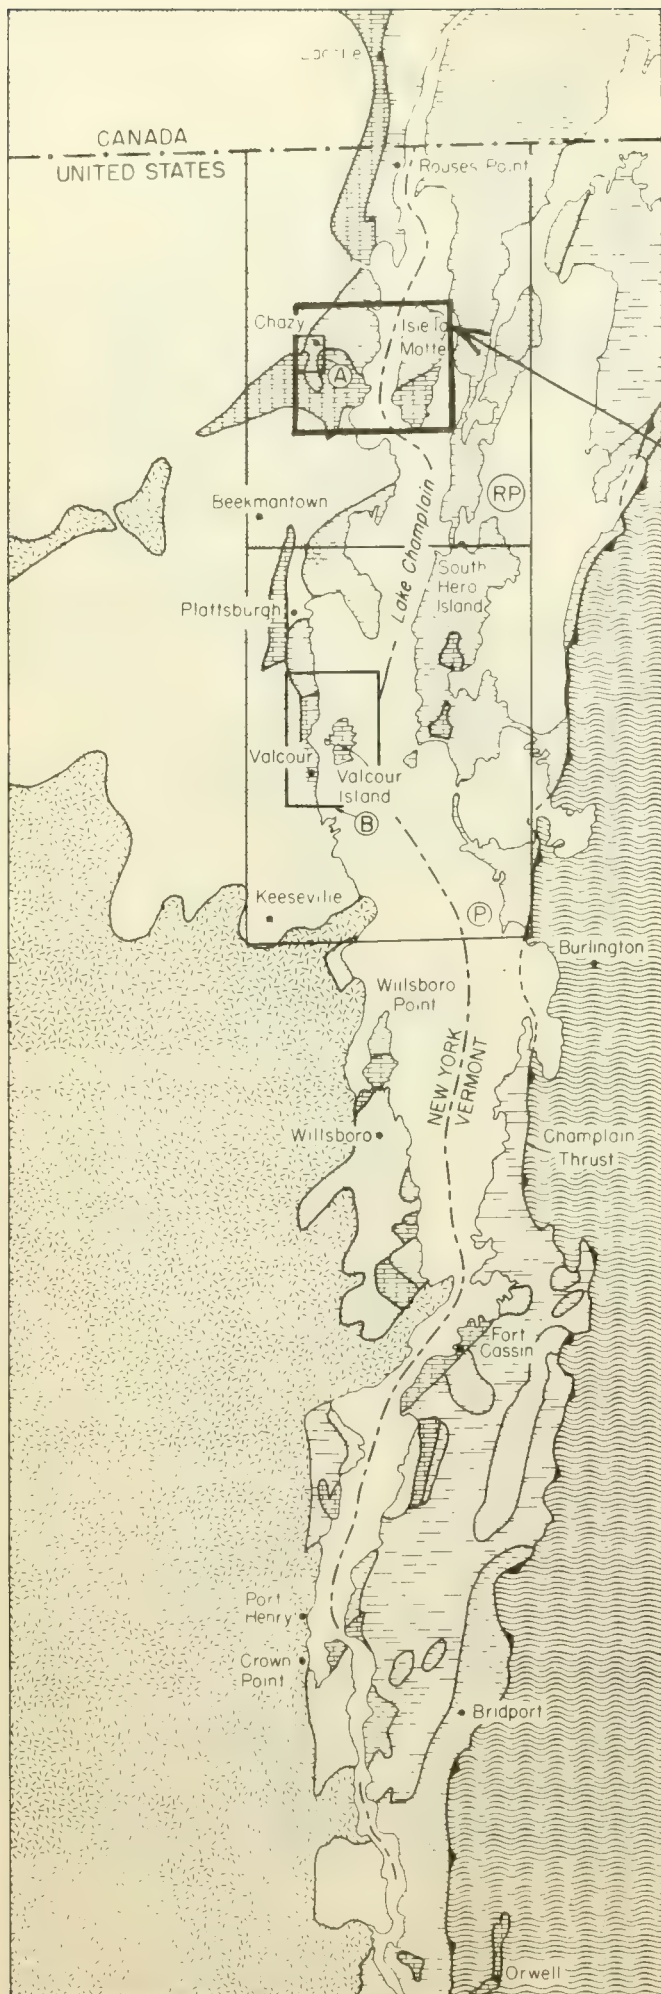 CANADA
UNITED STATES
Rouses Point
Chazy
Isle La
Motte
A
RP
Beekmantown
Lake Champlain
South
Hero
Island
Plattsburgh
Valcour
Valcour
Island
B
Keeseville
P
Burlington
Willsboro
Point
NEW YORK
VERMONT
Willsboro
Champlain
Thrust
Fort
Cassin
Port
Henry
Crown
Point
Bridport
Orwell